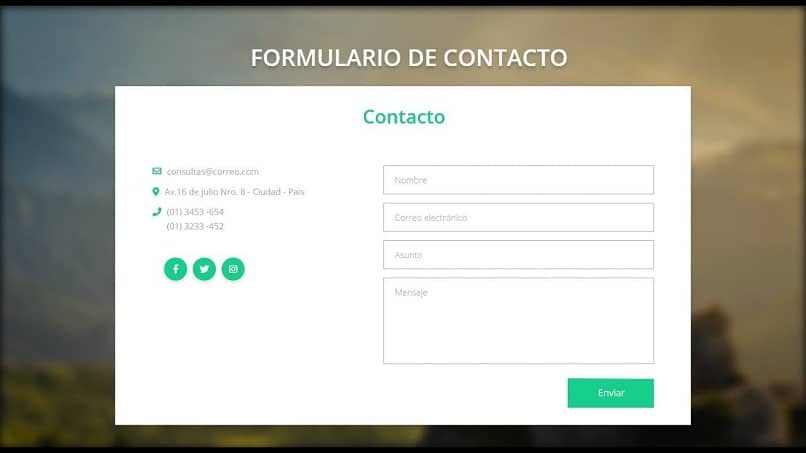 FORMULARIO DE CONTACTO
Contacto
consultas@correo.com
Av.16 de julio Nro. 8 - Ciudad - Pais
(01) 3453 -654
(01) 3233 -452
Nombre
Correo electrónico
Asunto
Mensaje
Enviar